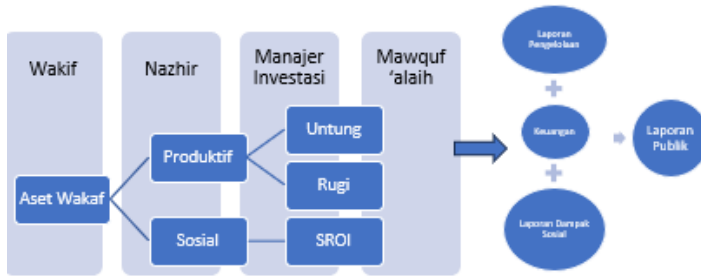 Wakif
Nazhir
Manajer
Investasi
Mawquf
'alaih
Untung
Produktif
Rugi
Aset Wakaf
Sosial
SROI
Laporan
Pengelolaan
Keuangan
Laporan Dampak
Sosial
Laporan
Publik